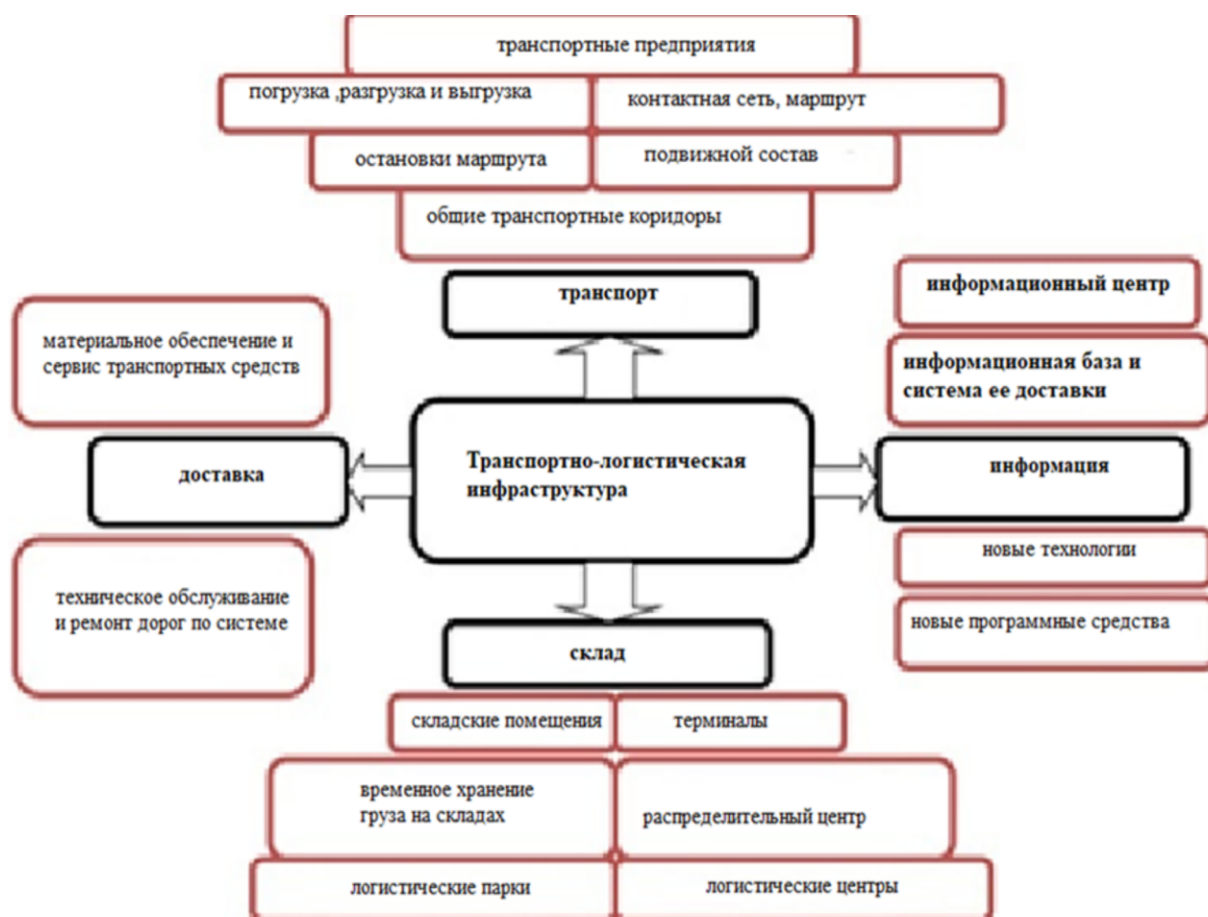 транспортные предприятия
погрузка ,разгрузка и выгрузка
контактная сеть, маршрут
остановки маршрута
подвижной состав
общие транспортные коридоры
транспорт
информационный центр
материальное обеспечение и
сервис транспортных средств
информационная база и
система ее доставки
доставка
Транспортно-логистическая
инфраструктура
информация
техническое обслуживание
и ремонт дорог по системе
новые технологии
новые программные средства
склад
складские помещения
терминалы
временное хранение
груза на складах
распределительный центр
логистические парки
логистические центры